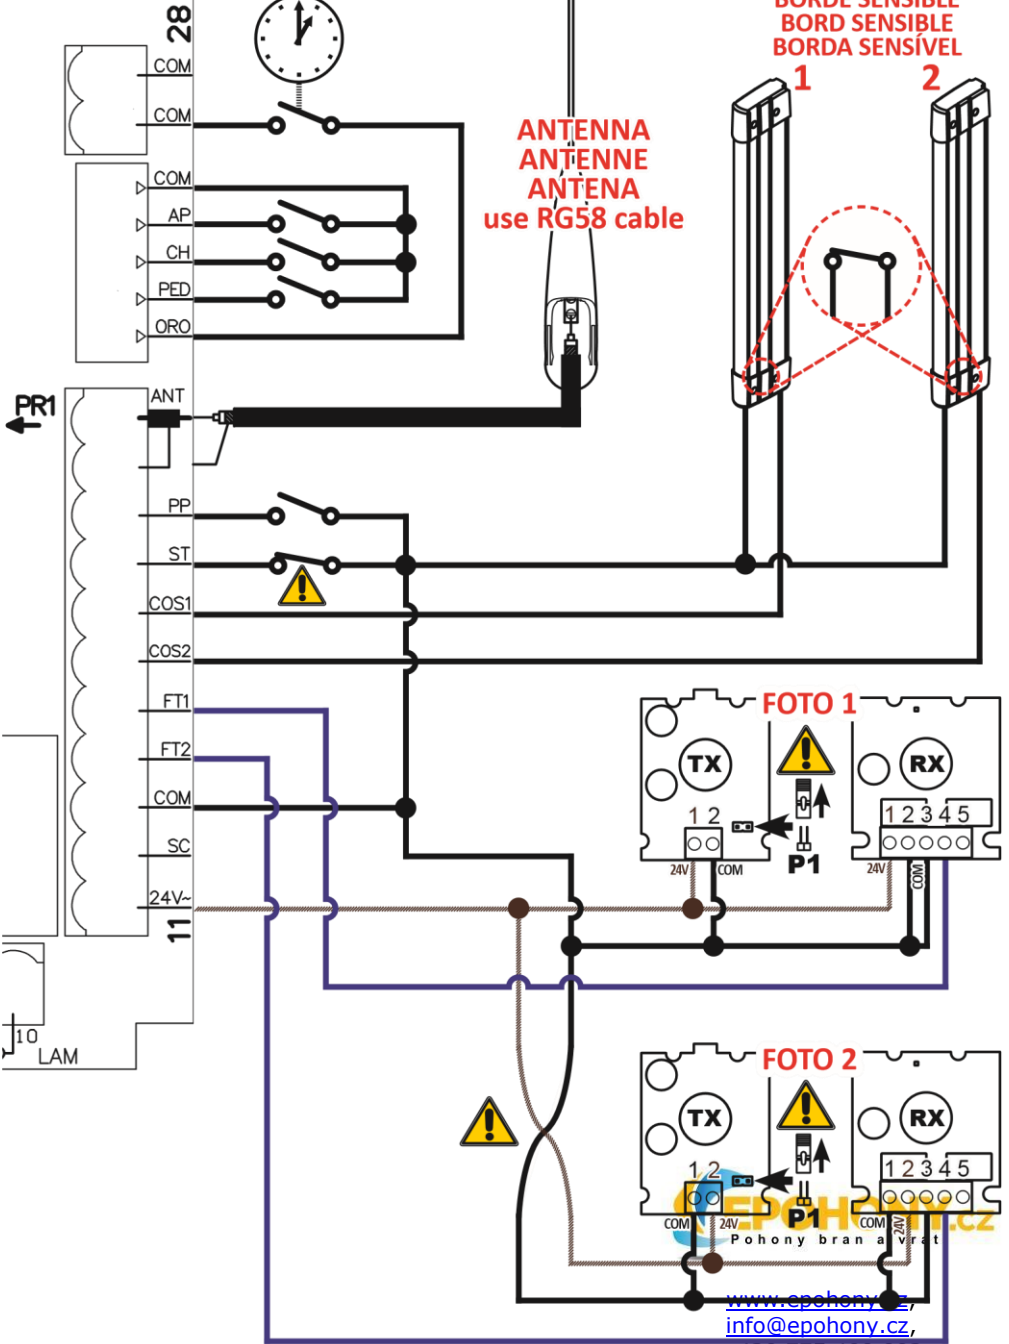 BORDE SENSIBLE
BORD SENSIBLE
BORDA SENSÍVEL
1 2
28
COM
COM
COM
AP
CH
PED
ORO
ANTENNA
ANTENNE
ANTENA
use RG58 cable
PR1
ANT
PP
ST
COS1
COS2
FT1
FT2
COM
SC
24V~
11
10
LAM
FOTO 1
TX
RX
1 2
1 2 3 4 5
P1
24V
COM
24V
COM
FOTO 2
TX
RX
1 2
1 2 3 4 5
P1
COM
24V
COM
24V
EPOHONY.CZ
Pohony bran a vrat
www.epohony.cz,
info@epohony.cz,